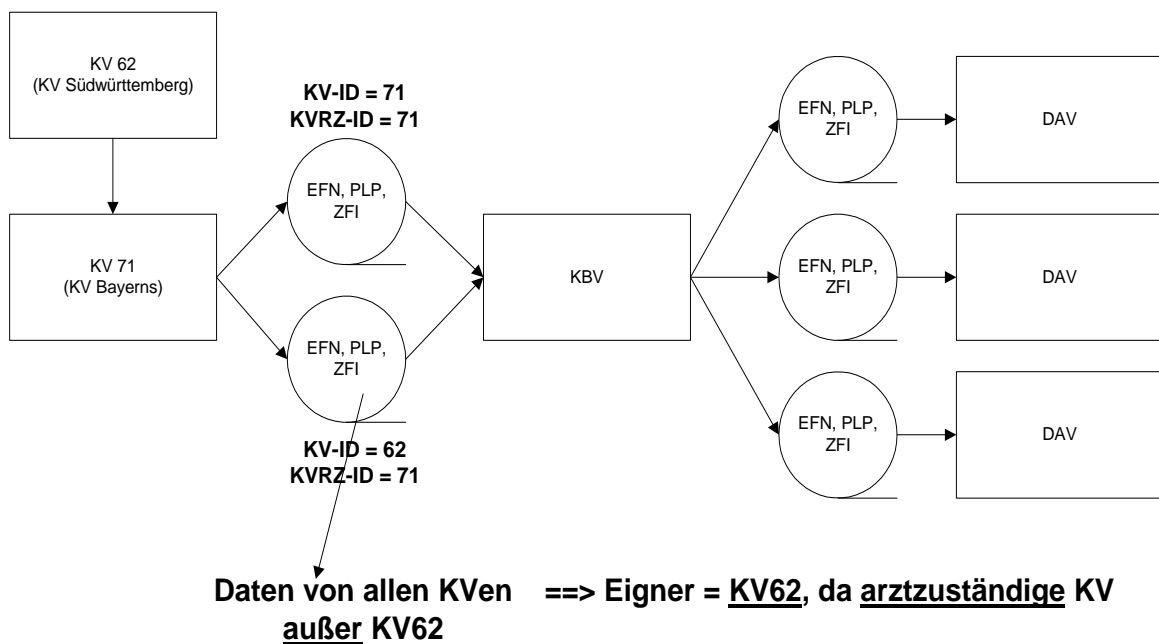 KV 62
(KV Südwürttemberg)
KV-ID = 71
KVRZ-ID = 71
EFN, PLP,
ZFI
KV 71
(KV Bayerns)
EFN, PLP,
ZFI
KV-ID = 62
KVRZ-ID = 71
KBV
EFN, PLP,
ZFI
DAV
EFN, PLP,
ZFI
DAV
EFN, PLP,
ZFI
DAV
Daten von allen KVen ==> Eigner = KV62, da arztzuständige KV
außer KV62